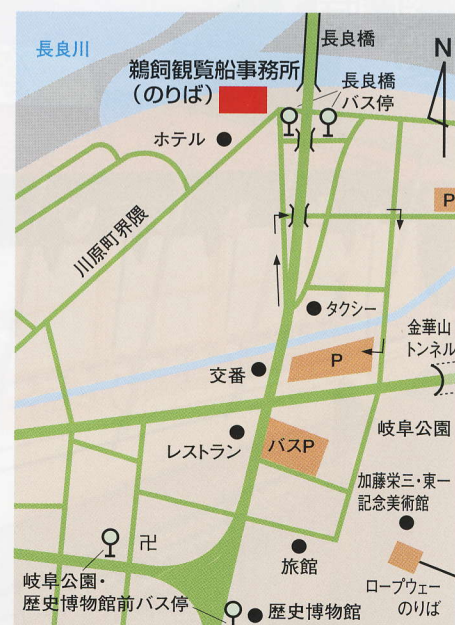 長良川
長良橋
N
鵜飼観覧船事務所
(のりば)
長良橋
バス停
ホテル
P
川原町界隈
タクシー
金華山
トンネル
P
交番
岐阜公園
レストラン
バスP
加藤栄三・東一
記念美術館
卍
旅館
岐阜公園・
歴史博物館前バス停
ロープウェー
のりば
歴史博物館